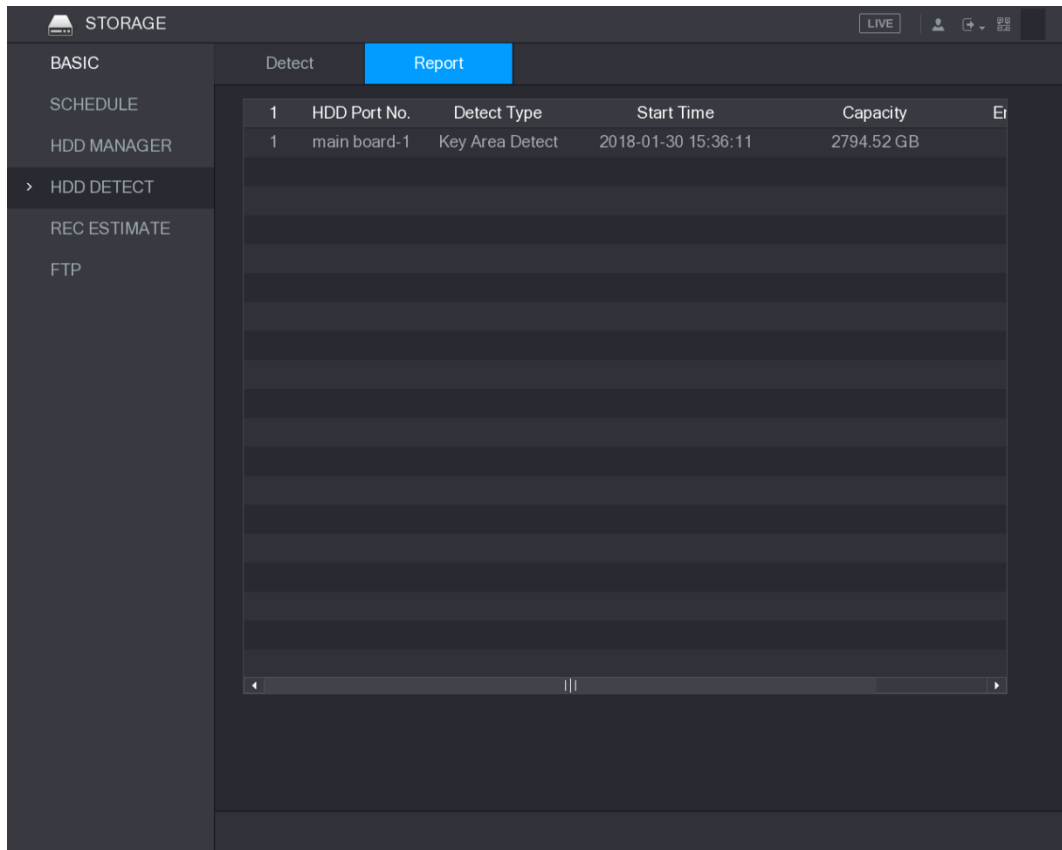 STORAGE
LIVE
BASIC
SCHEDULE
HDD MANAGER
HDD DETECT
REC ESTIMATE
FTP
Detect Report
1 HDD Port No. Detect Type Start Time Capacity Er
1 main board-1 Key Area Detect 2018-01-30 15:36:11 2794.52 GB